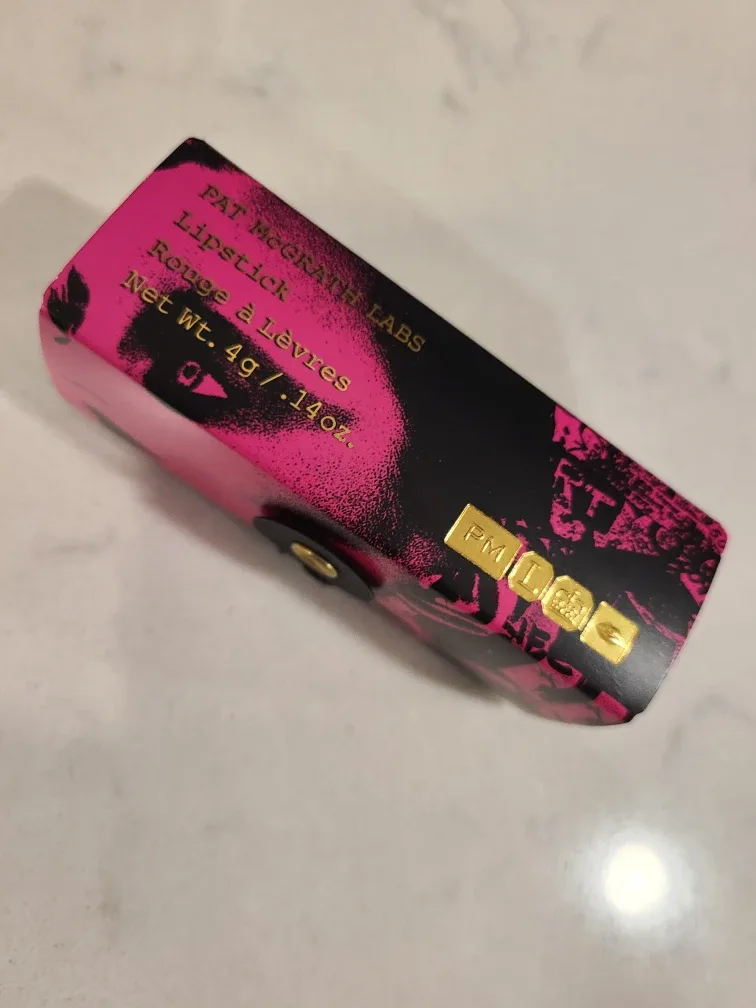 PAT McGRATH LABS
Lipstick
Rouge à Lèvres
Net Wt. 4g / .14oz.
PM L